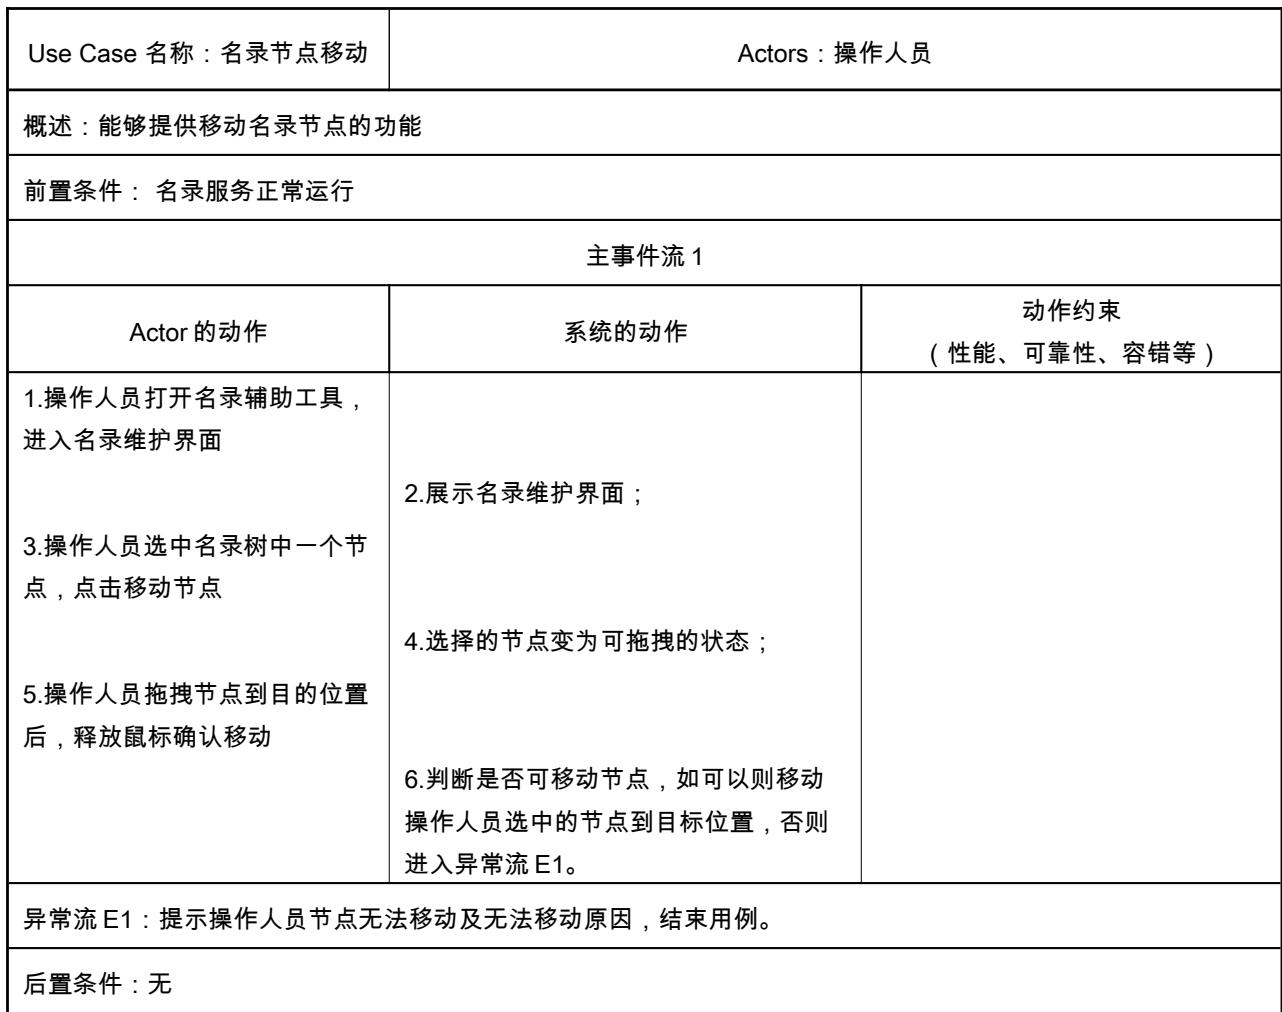 Use Case 名称：名录节点移动
Actors：操作人员
概述：能够提供移动名录节点的功能
前置条件： 名录服务正常运行
主事件流 1
Actor 的动作
系统的动作
动作约束
（性能、可靠性、容错等）
1.操作人员打开名录辅助工具，
进入名录维护界面
2.展示名录维护界面；
3.操作人员选中名录树中一个节
点，点击移动节点
4.选择的节点变为可拖拽的状态；
5.操作人员拖拽节点到目的位置
后，释放鼠标确认移动
6.判断是否可移动节点，如可以则移动
操作人员选中的节点到目标位置，否则
进入异常流 E1。
异常流 E1：提示操作人员节点无法移动及无法移动原因，结束用例。
后置条件：无